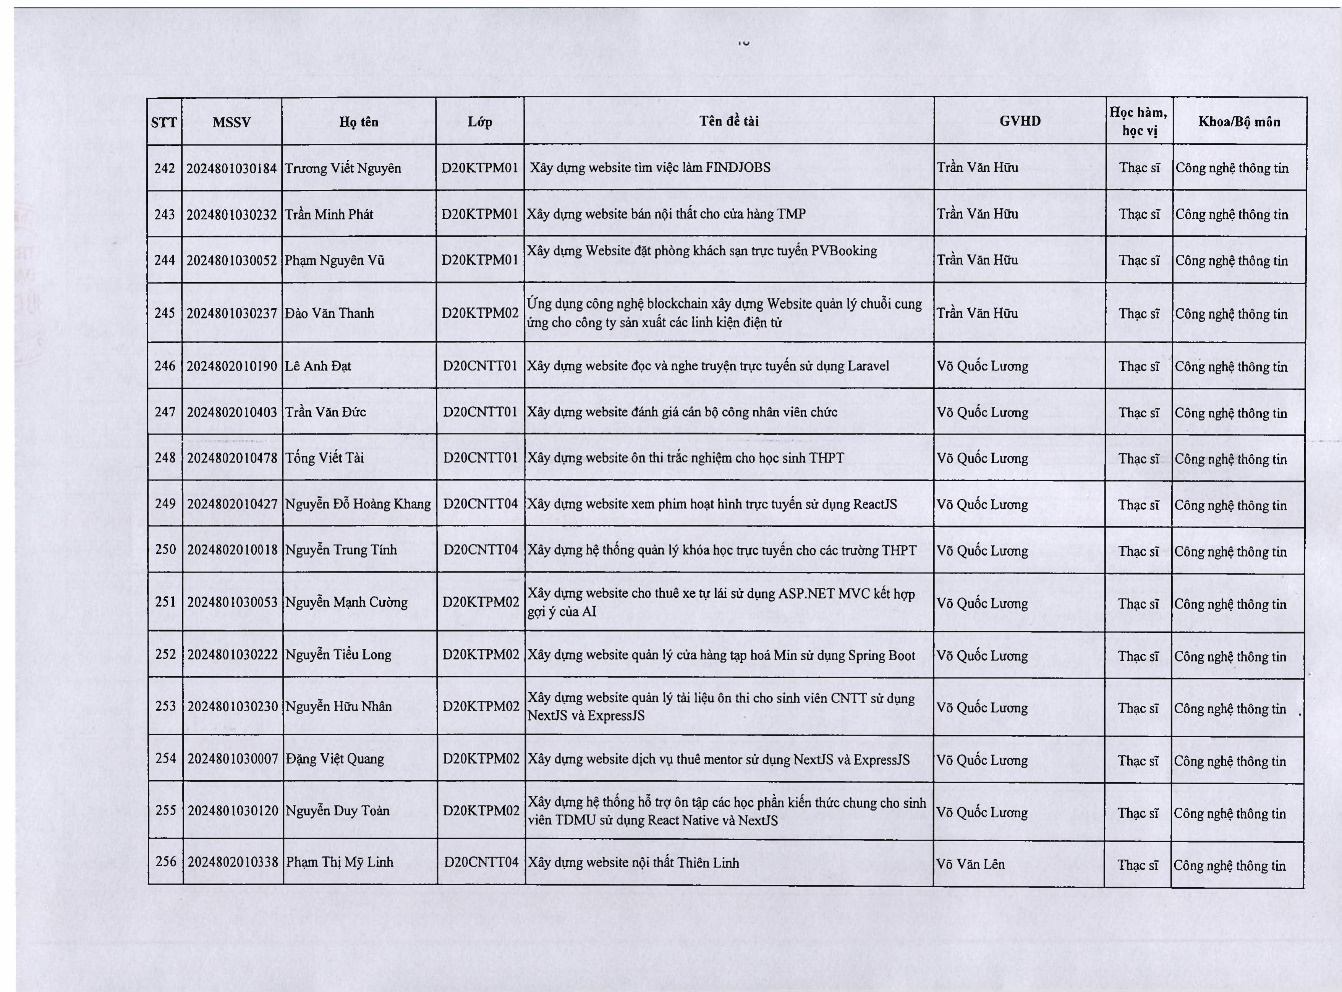 STT MSSV Họ tên Lớp Tên đề tài GVHD Học hàm, học vị Khoa/Bộ môn
242 2024801030184 Trương Viết Nguyên D20KTPM01 Xây dựng website tìm việc làm FINDJOBS Trần Văn Hữu Thạc sĩ Công nghệ thông tin
243 2024801030232 Trần Minh Phát D20KTPM01 Xây dựng website bán nội thất cho cửa hàng TMP Trần Văn Hữu Thạc sĩ Công nghệ thông tin
244 2024801030052 Phạm Nguyên Vũ D20KTPM01 Xây dựng Website đặt phòng khách sạn trực tuyến PVBooking Trần Văn Hữu Thạc sĩ Công nghệ thông tin
245 2024801030237 Đào Văn Thanh D20KTPM02 Ứng dụng công nghệ blockchain xây dựng Website quản lý chuỗi cung
ứng cho công ty sản xuất các linh kiện điện tử Trần Văn Hữu Thạc sĩ Công nghệ thông tin
246 2024802010190 Lê Anh Đạt D20CNTT01 Xây dựng website đọc và nghe truyện trực tuyến sử dụng Laravel Võ Quốc Lương Thạc sĩ Công nghệ thông tin
247 2024802010403 Trần Văn Đức D20CNTT01 Xây dựng website đánh giá cán bộ công nhân viên chức Võ Quốc Lương Thạc sĩ Công nghệ thông tin
248 2024802010478 Tống Viết Tài D20CNTT01 Xây dựng website ôn thi trắc nghiệm cho học sinh THPT Võ Quốc Lương Thạc sĩ Công nghệ thông tin
249 2024802010427 Nguyễn Đỗ Hoàng Khang D20CNTT04 Xây dựng website xem phim hoạt hình trực tuyến sử dụng ReactJS Võ Quốc Lương Thạc sĩ Công nghệ thông tin
250 2024802010018 Nguyễn Trung Tính D20CNTT04 Xây dựng hệ thống quản lý khóa học trực tuyến cho các trường THPT Võ Quốc Lương Thạc sĩ Công nghệ thông tin
251 2024801030053 Nguyễn Mạnh Cường D20KTPM02 Xây dựng website cho thuê xe tự lái sử dụng ASP.NET MVC kết hợp
gợi ý của AI Võ Quốc Lương Thạc sĩ Công nghệ thông tin
252 2024801030222 Nguyễn Tiểu Long D20KTPM02 Xây dựng website quản lý cửa hàng tạp hoá Min sử dụng Spring Boot Võ Quốc Lương Thạc sĩ Công nghệ thông tin
253 2024801030230 Nguyễn Hữu Nhân D20KTPM02 Xây dựng website quản lý tài liệu ôn thi cho sinh viên CNTT sử dụng
NextJS và ExpressJS Võ Quốc Lương Thạc sĩ Công nghệ thông tin
254 2024801030007 Đặng Việt Quang D20KTPM02 Xây dựng website dịch vụ thuê mentor sử dụng NextJS và ExpressJS Võ Quốc Lương Thạc sĩ Công nghệ thông tin
255 2024801030120 Nguyễn Duy Toàn D20KTPM02 Xây dựng hệ thống hỗ trợ ôn tập các học phần kiến thức chung cho sinh
viên TDMU sử dụng React Native và NextJS Võ Quốc Lương Thạc sĩ Công nghệ thông tin
256 2024802010338 Phạm Thị Mỹ Linh D20CNTT04 Xây dựng website nội thất Thiên Linh Võ Văn Lên Thạc sĩ Công nghệ thông tin